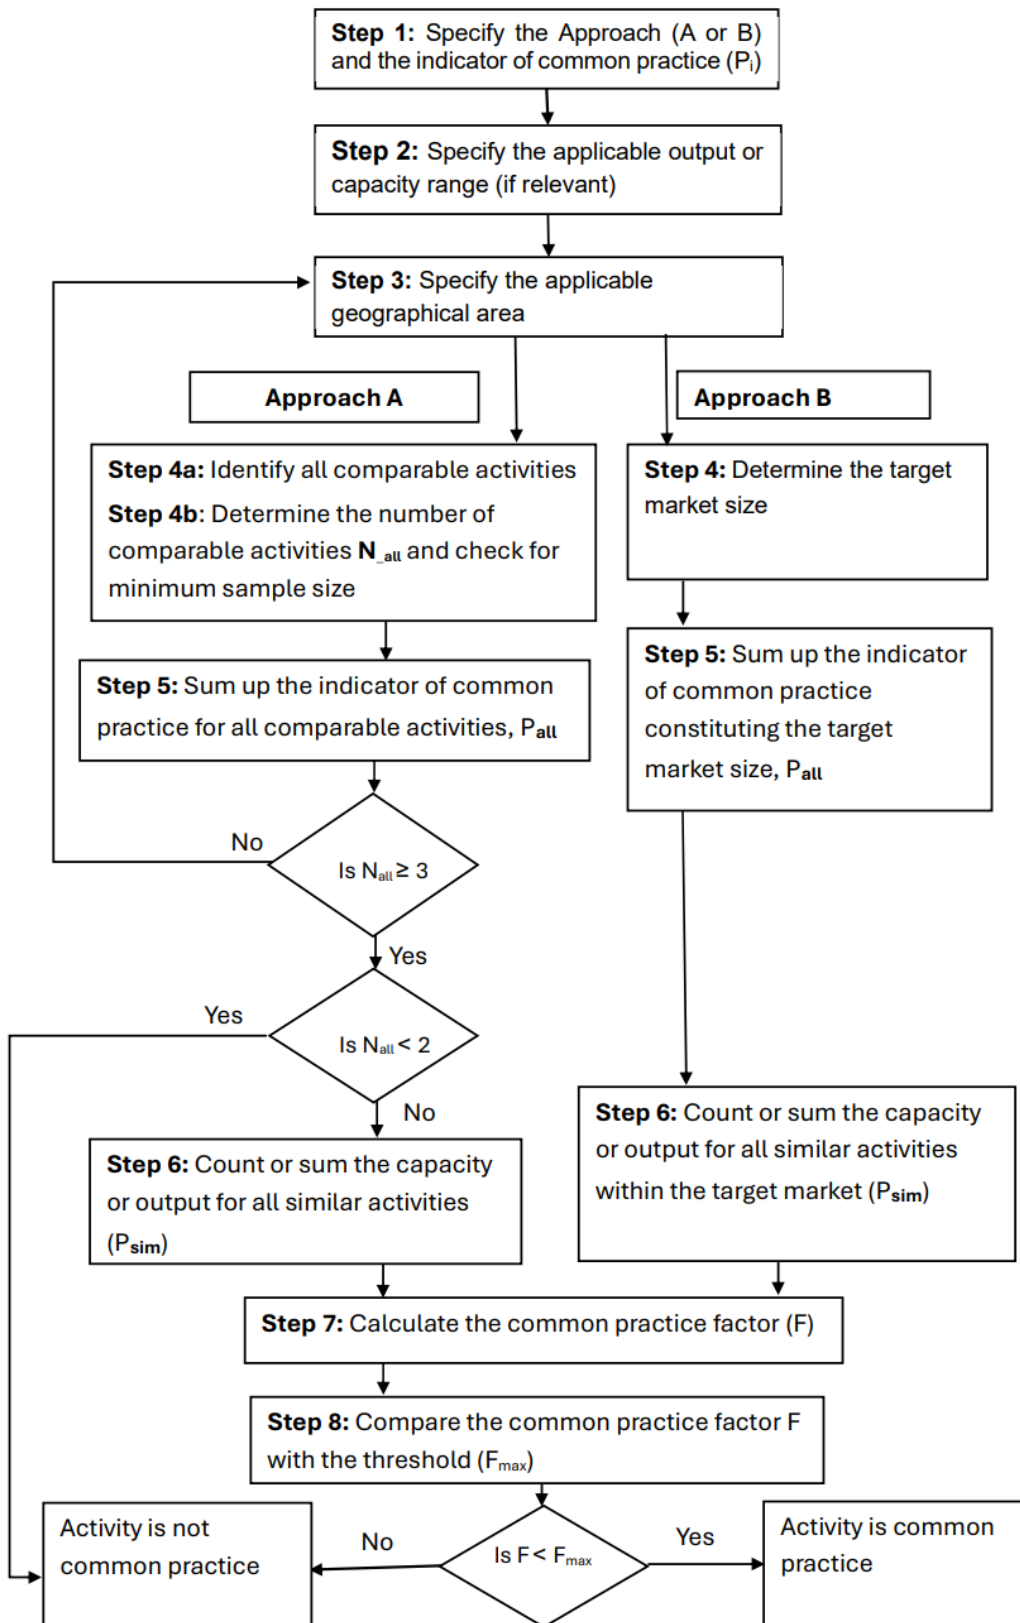 Step 1: Specify the Approach (A or B)
and the indicator of common practice (Pi)
Step 2: Specify the applicable output or
capacity range (if relevant)
Step 3: Specify the applicable
geographical area
Approach A
Approach B
Step 4a: Identify all comparable activities
Step 4b: Determine the number of
comparable activities N_all and check for
minimum sample size
Step 4: Determine the target
market size
Step 5: Sum up the indicator of common
practice for all comparable activities, Pall
Step 5: Sum up the indicator
of common practice
constituting the target
market size, Pall
No
Is Nall ≥ 3
Yes
Yes
Is Nall < 2
No
Step 6: Count or sum the capacity
or output for all similar activities
(Psim)
Step 6: Count or sum the capacity
or output for all similar activities
within the target market (Psim)
Step 7: Calculate the common practice factor (F)
Step 8: Compare the common practice factor F
with the threshold (Fmax)
Activity is not
common practice
No
Is F < Fmax
Yes
Activity is common
practice